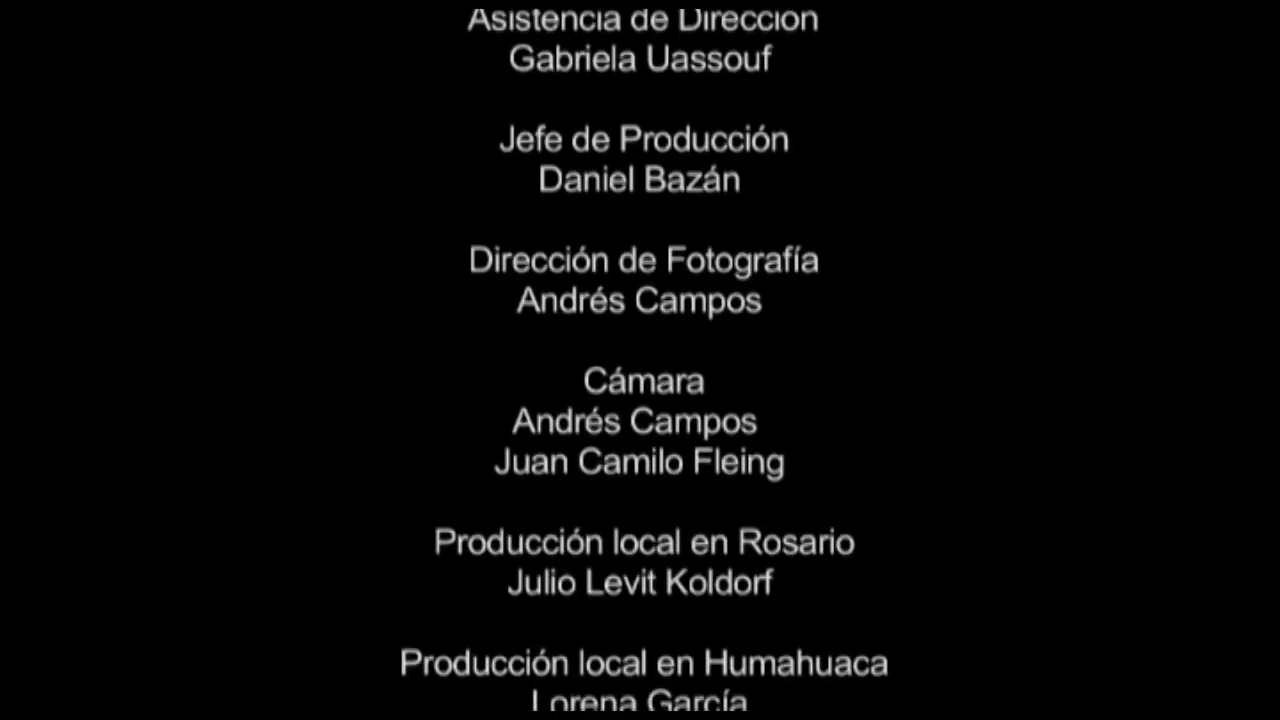 Asistencia de Dirección
Gabriela Uassouf
Jefe de Producción
Daniel Bazán
Dirección de Fotografía
Andrés Campos
Cámara
Andrés Campos
Juan Camilo Fleing
Producción local en Rosario
Julio Levit Koldorf
Producción local en Humahuaca
Lorena García